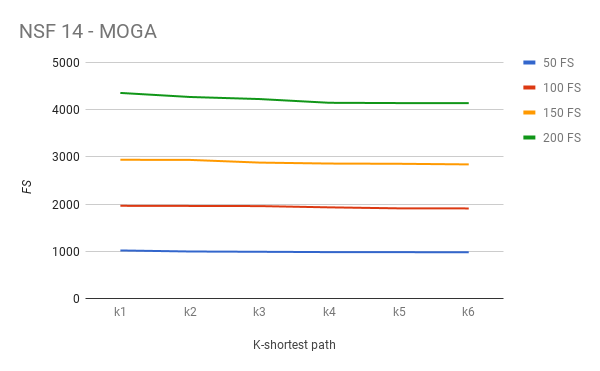 NSF 14 - MOGA
5000
4000
3000
2000
1000
0
FS
k1 k2 k3 k4 k5 k6
K-shortest path
50 FS
100 FS
150 FS
200 FS